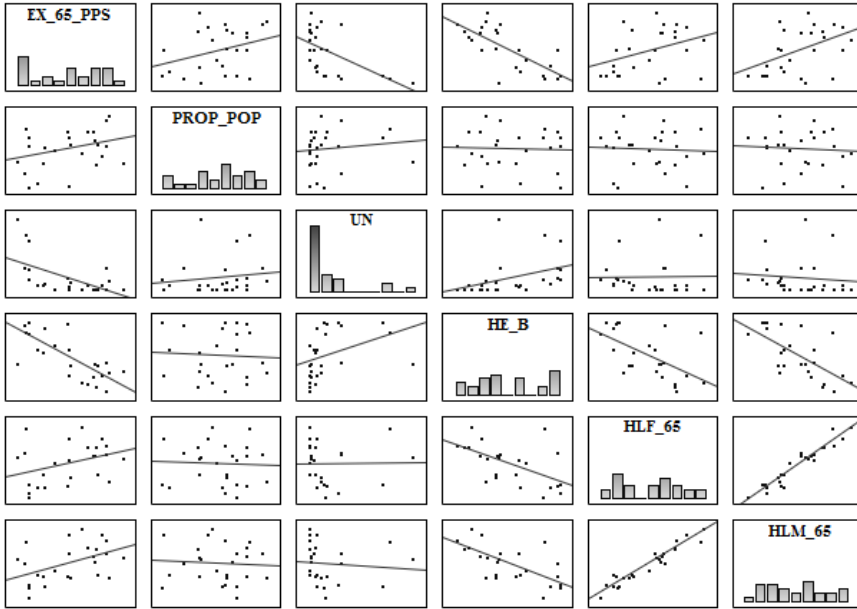 EX_65_PPS
PROP_POP
UN
HE_B
HLF_65
HLM_65